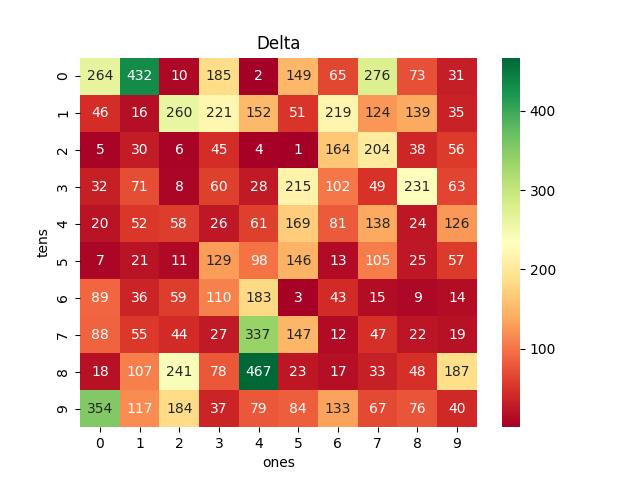 Delta
0 264 432 10 185 2 149 65 276 73 31
1 46 16 260 221 152 51 219 124 139 35
2 5 30 6 45 4 1 164 204 38 56
3 32 71 8 60 28 215 102 49 231 63
4 20 52 58 26 61 169 81 138 24 126
5 7 21 11 129 98 146 13 105 25 57
6 89 36 59 110 183 3 43 15 9 14
7 88 55 44 27 337 147 12 47 22 19
8 18 107 241 78 467 23 17 33 48 187
9 354 117 184 37 79 84 133 67 76 40
0 1 2 3 4 5 6 7 8 9
ones
tens
400
300
200
100